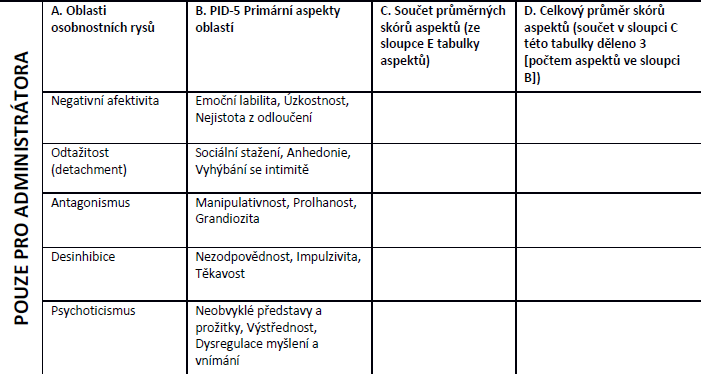 POUZE PRO ADMINISTRÁTORA
A. Oblasti
osobnostních rysů
B. PID-5 Primární aspekty
oblastí
C. Součet průměrných
skórů aspektů (ze
sloupce E tabulky
aspektů)
D. Celkový průměr skórů
aspektů (součet v sloupci C
této tabulky děleno 3
[počtem aspektů ve sloupci
B])
Negativní afektivita
Emoční labilita, Úzkostnost,
Nejistota z odloučení
Odtažitost
(detachment)
Sociální stažení, Anhedonie,
Vyhýbání se intimitě
Antagonismus
Manipulativnost, Prolhanost,
Grandiozita
Desinhibice
Nezodpovědnost, Impulzivita,
Těkavost
Psychoticismus
Neobvyklé představy a
prožitky, Výstřednost,
Dysregulace myšlení a
vnímání